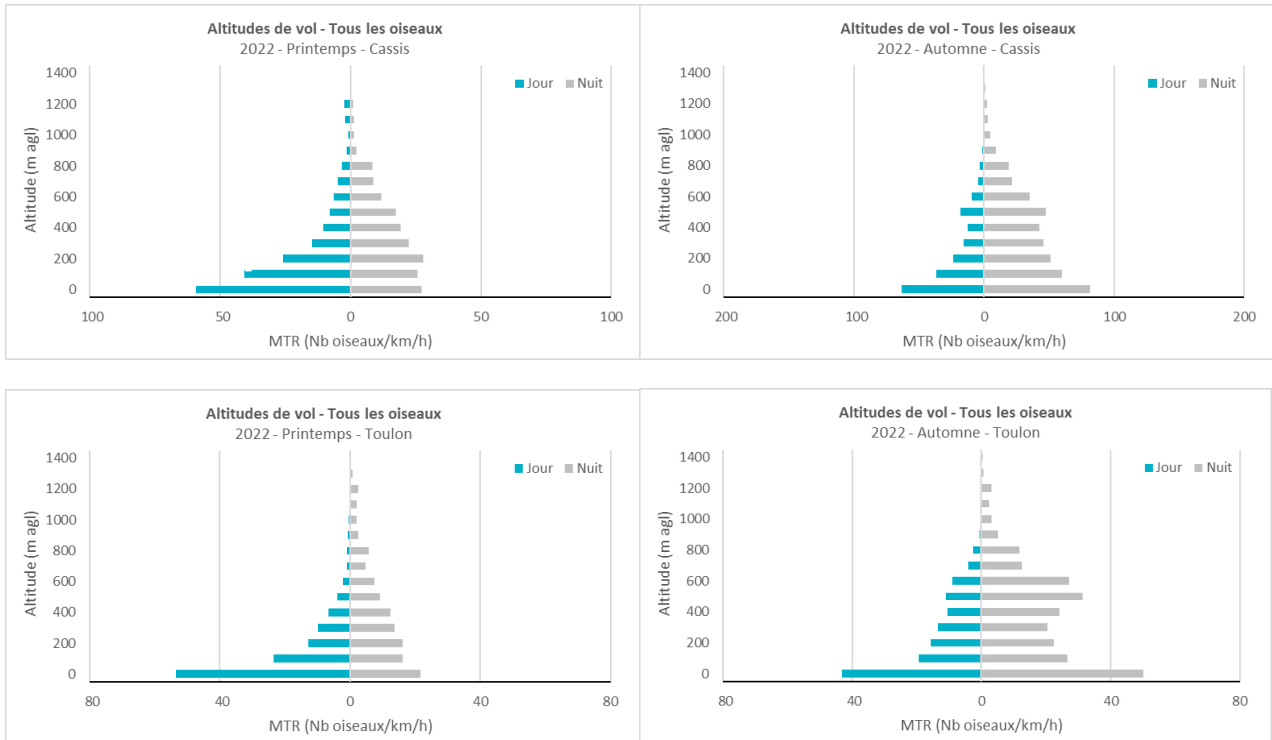 Altitudes de vol - Tous les oiseaux
2022 - Printemps - Cassis
Jour Nuit
Altitude (m agl)
1400
1200
1000
800
600
400
200
0
100 50 0 50 100
MTR (Nb oiseaux/km/h)
Altitudes de vol - Tous les oiseaux
2022 - Automne - Cassis
Jour Nuit
Altitude (m agl)
1400
1200
1000
800
600
400
200
0
200 100 0 100 200
MTR (Nb oiseaux/km/h)
Altitudes de vol - Tous les oiseaux
2022 - Printemps - Toulon
Jour Nuit
Altitude (m agl)
1400
1200
1000
800
600
400
200
0
80 40 0 40 80
MTR (Nb oiseaux/km/h)
Altitudes de vol - Tous les oiseaux
2022 - Automne - Toulon
Jour Nuit
Altitude (m agl)
1400
1200
1000
800
600
400
200
0
80 40 0 40 80
MTR (Nb oiseaux/km/h)